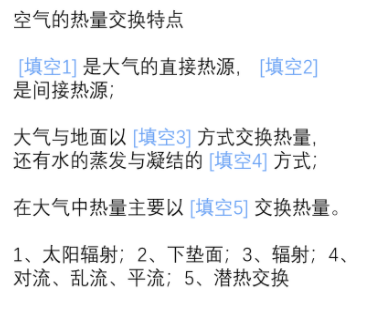 空气的热量交换特点
[填空1] 是大气的直接热源， [填空2]
是间接热源；
大气与地面以 [填空3] 方式交换热量，
还有水的蒸发与凝结的 [填空4] 方式；
在大气中热量主要以 [填空5] 交换热量。
1、太阳辐射；2、下垫面；3、辐射；4、
对流、乱流、平流；5、潜热交换